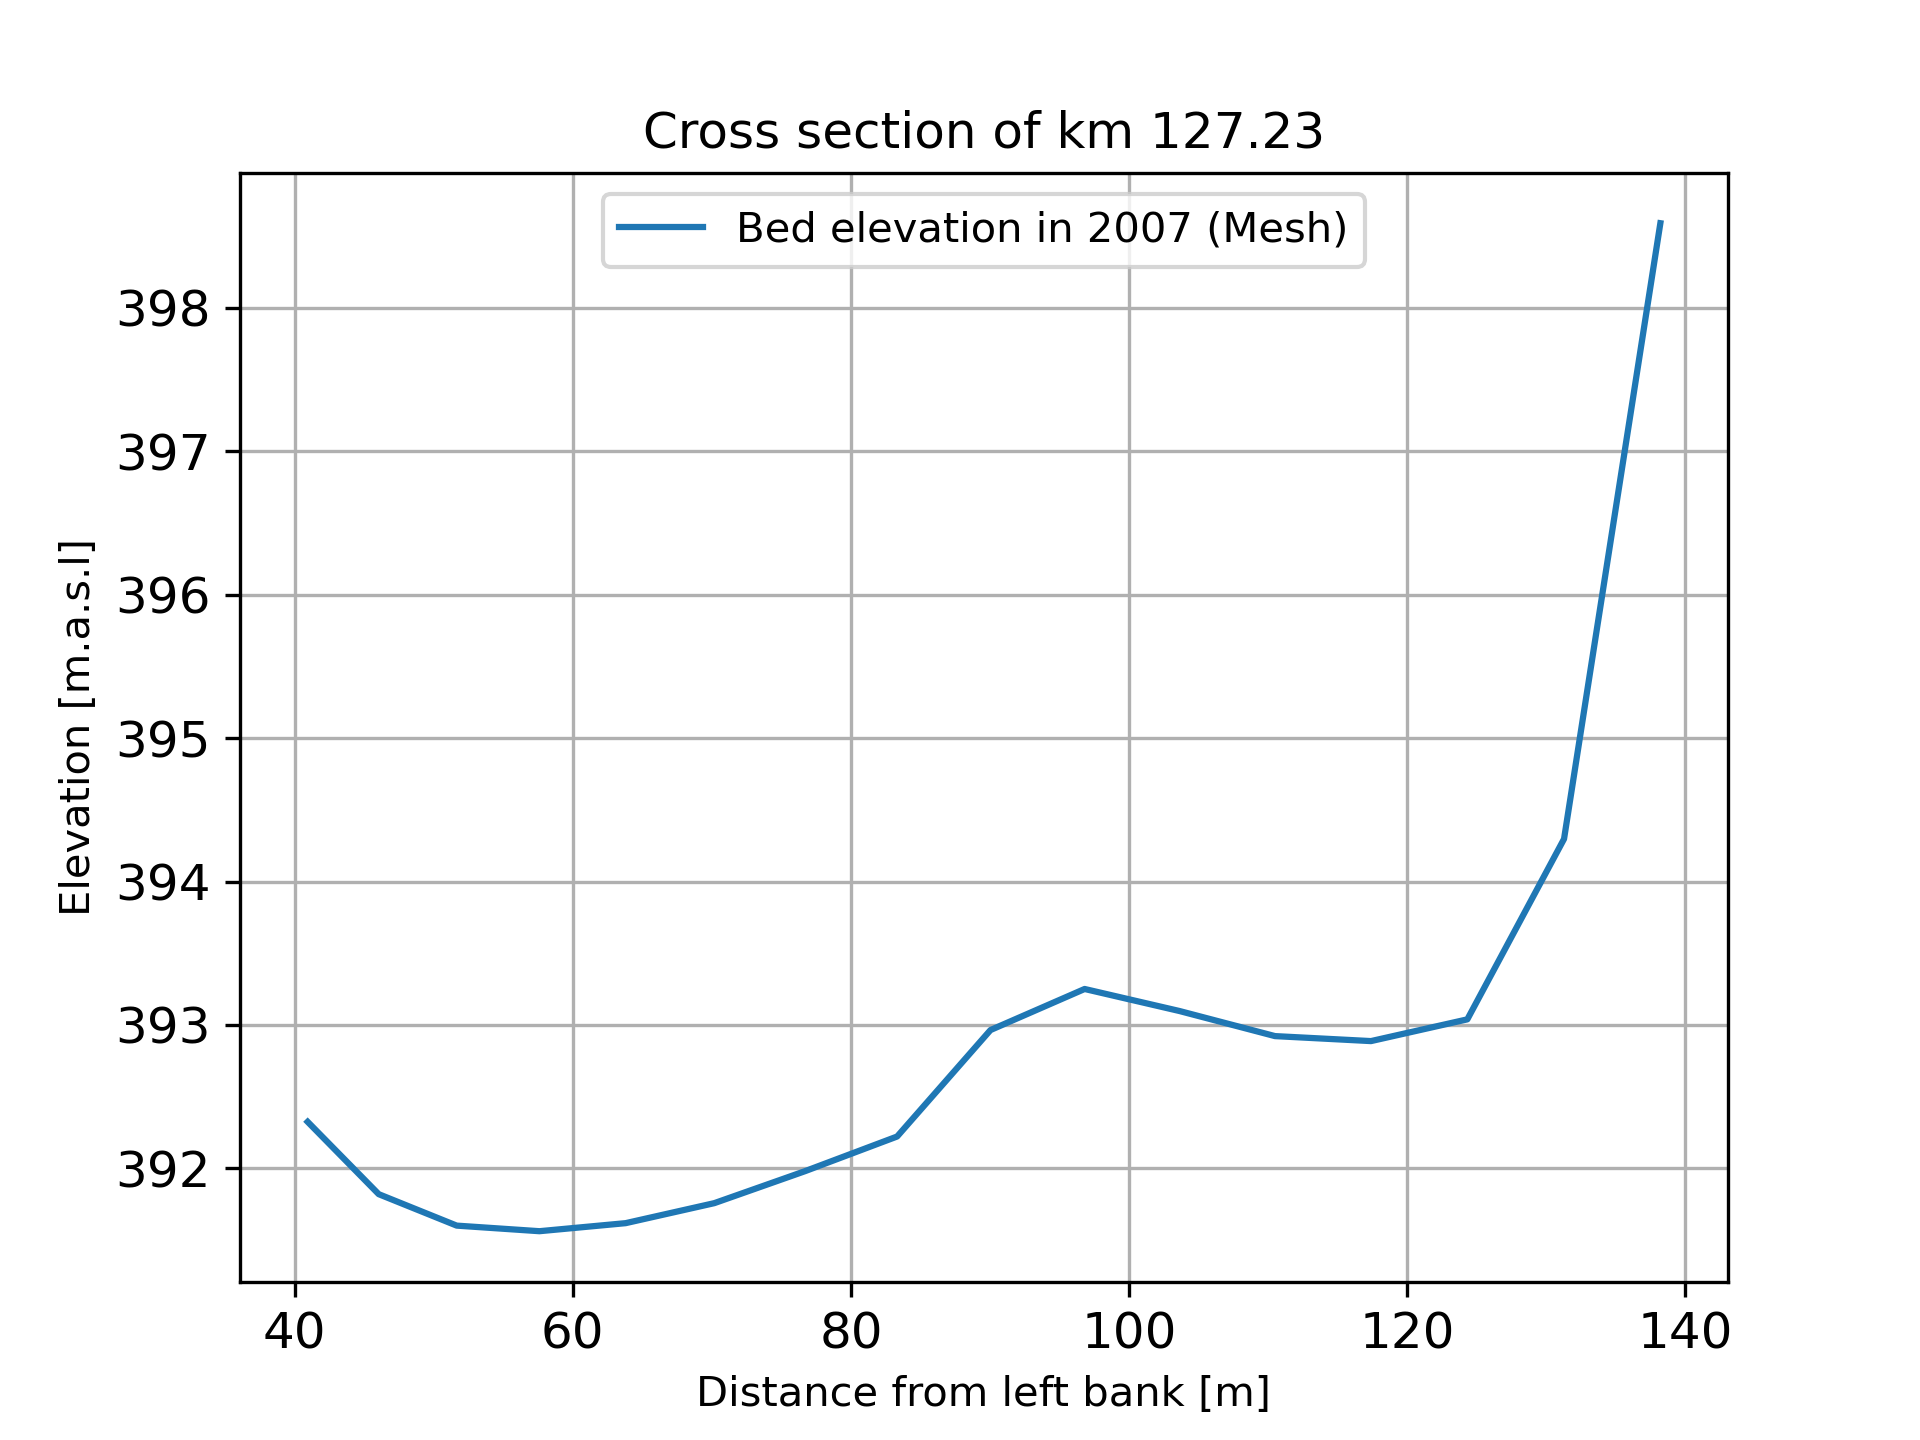 Cross section of km 127.23
Bed elevation in 2007 (Mesh)
398
397
396
395
394
393
392
Elevation [m.a.s.l]
40 60 80 100 120 140
Distance from left bank [m]